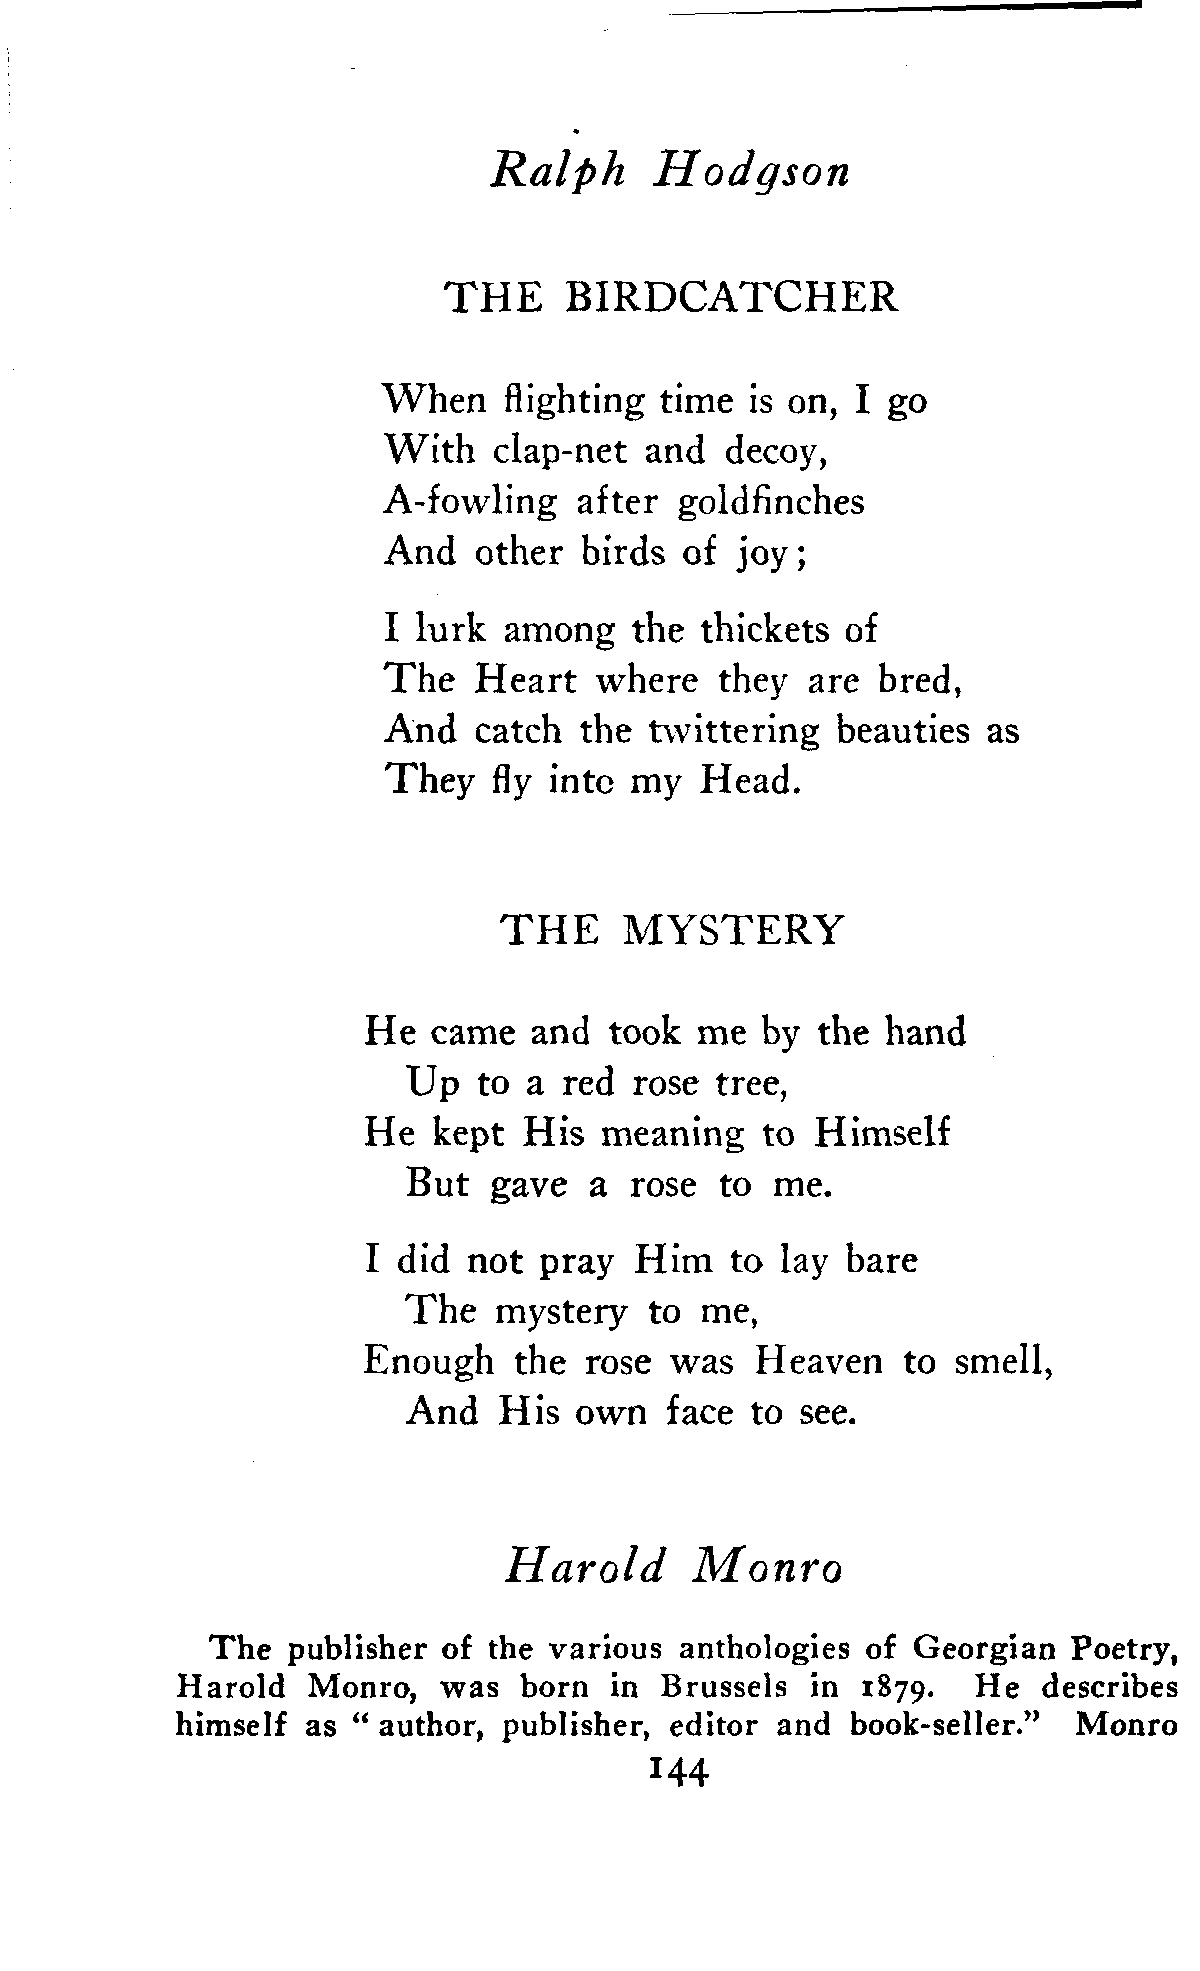 Ralph Hodgson
THE BIRDCATCHER
When flighting time is on, I go
With clap-net and decoy,
A-fowling after goldfinches
And other birds of joy;
I lurk among the thickets of
The Heart where they are bred,
And catch the twittering beauties as
They fly into my Head.
THE MYSTERY
He came and took me by the hand
Up to a red rose tree,
He kept His meaning to Himself
But gave a rose to me.
I did not pray Him to lay bare
The mystery to me,
Enough the rose was Heaven to smell,
And His own face to see.
Harold Monro
The publisher of the various anthologies of Georgian Poetry,
Harold Monro, was born in Brussels in 1879. He describes
himself as “author, publisher, editor and book-seller.” Monro
144